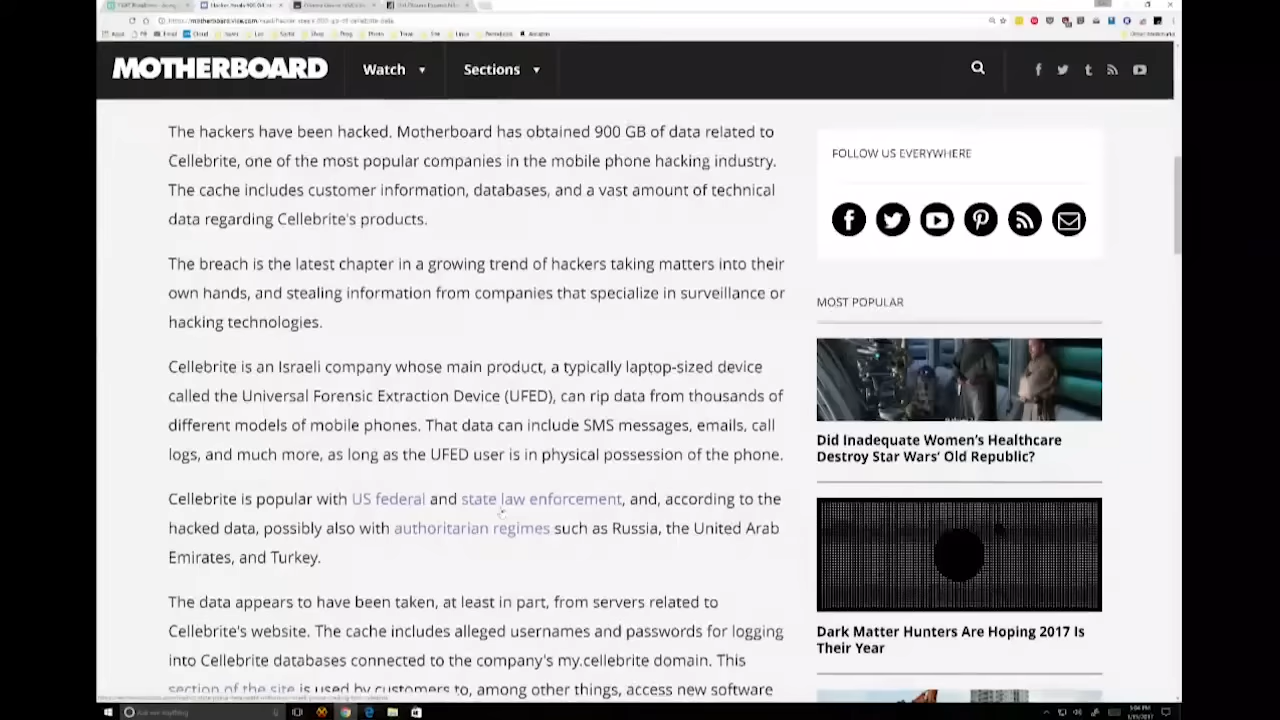 https://motherboard.vice.com
MOTHERBOARD
Watch
Sections
The hackers have been hacked. Motherboard has obtained 900 GB of data related to
Cellebrite, one of the most popular companies in the mobile phone hacking industry.
The cache includes customer information, databases, and a vast amount of technical
data regarding Cellebrite's products.
The breach is the latest chapter in a growing trend of hackers taking matters into their
own hands, and stealing information from companies that specialize in surveillance or
hacking technologies.
Cellebrite is an Israeli company whose main product, a typically laptop-sized device
called the Universal Forensic Extraction Device (UFED), can rip data from thousands of
different models of mobile phones. That data can include SMS messages, emails, call
logs, and much more, as long as the UFED user is in physical possession of the phone.
Cellebrite is popular with US federal and state law enforcement, and, according to the
hacked data, possibly also with authoritarian regimes such as Russia, the United Arab
Emirates, and Turkey.
The data appears to have been taken, at least in part, from servers related to
Cellebrite's website. The cache includes alleged usernames and passwords for logging
into Cellebrite databases connected to the company's my.cellebrite domain. This
section of the site is used by customers to, among other things, access new software
FOLLOW US EVERYWHERE
MOST POPULAR
Did Inadequate Women's Healthcare
Destroy Star Wars' Old Republic?
Dark Matter Hunters Are Hoping 2017 Is
Their Year